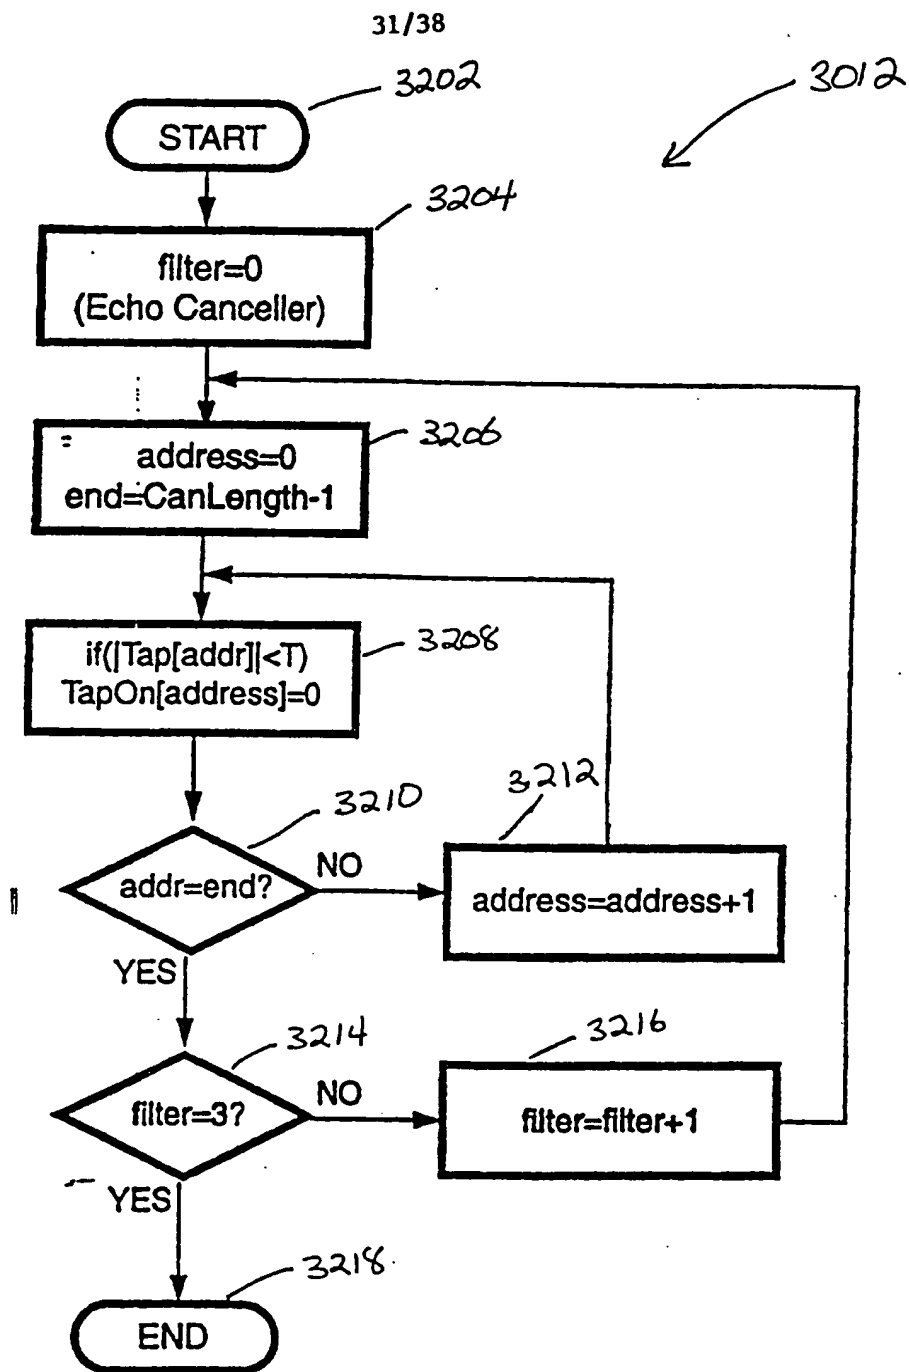 31/38
3202
3012
START
3204
filter=0
(Echo Canceller)
3206
address=0
end=CanLength-1
3208
if(|Tap[addr]|<T)
TapOn[address]=0
3210
3212
addr=end?
NO
address=address+1
YES
3214
3216
filter=3?
NO
filter=filter+1
YES
3218
END